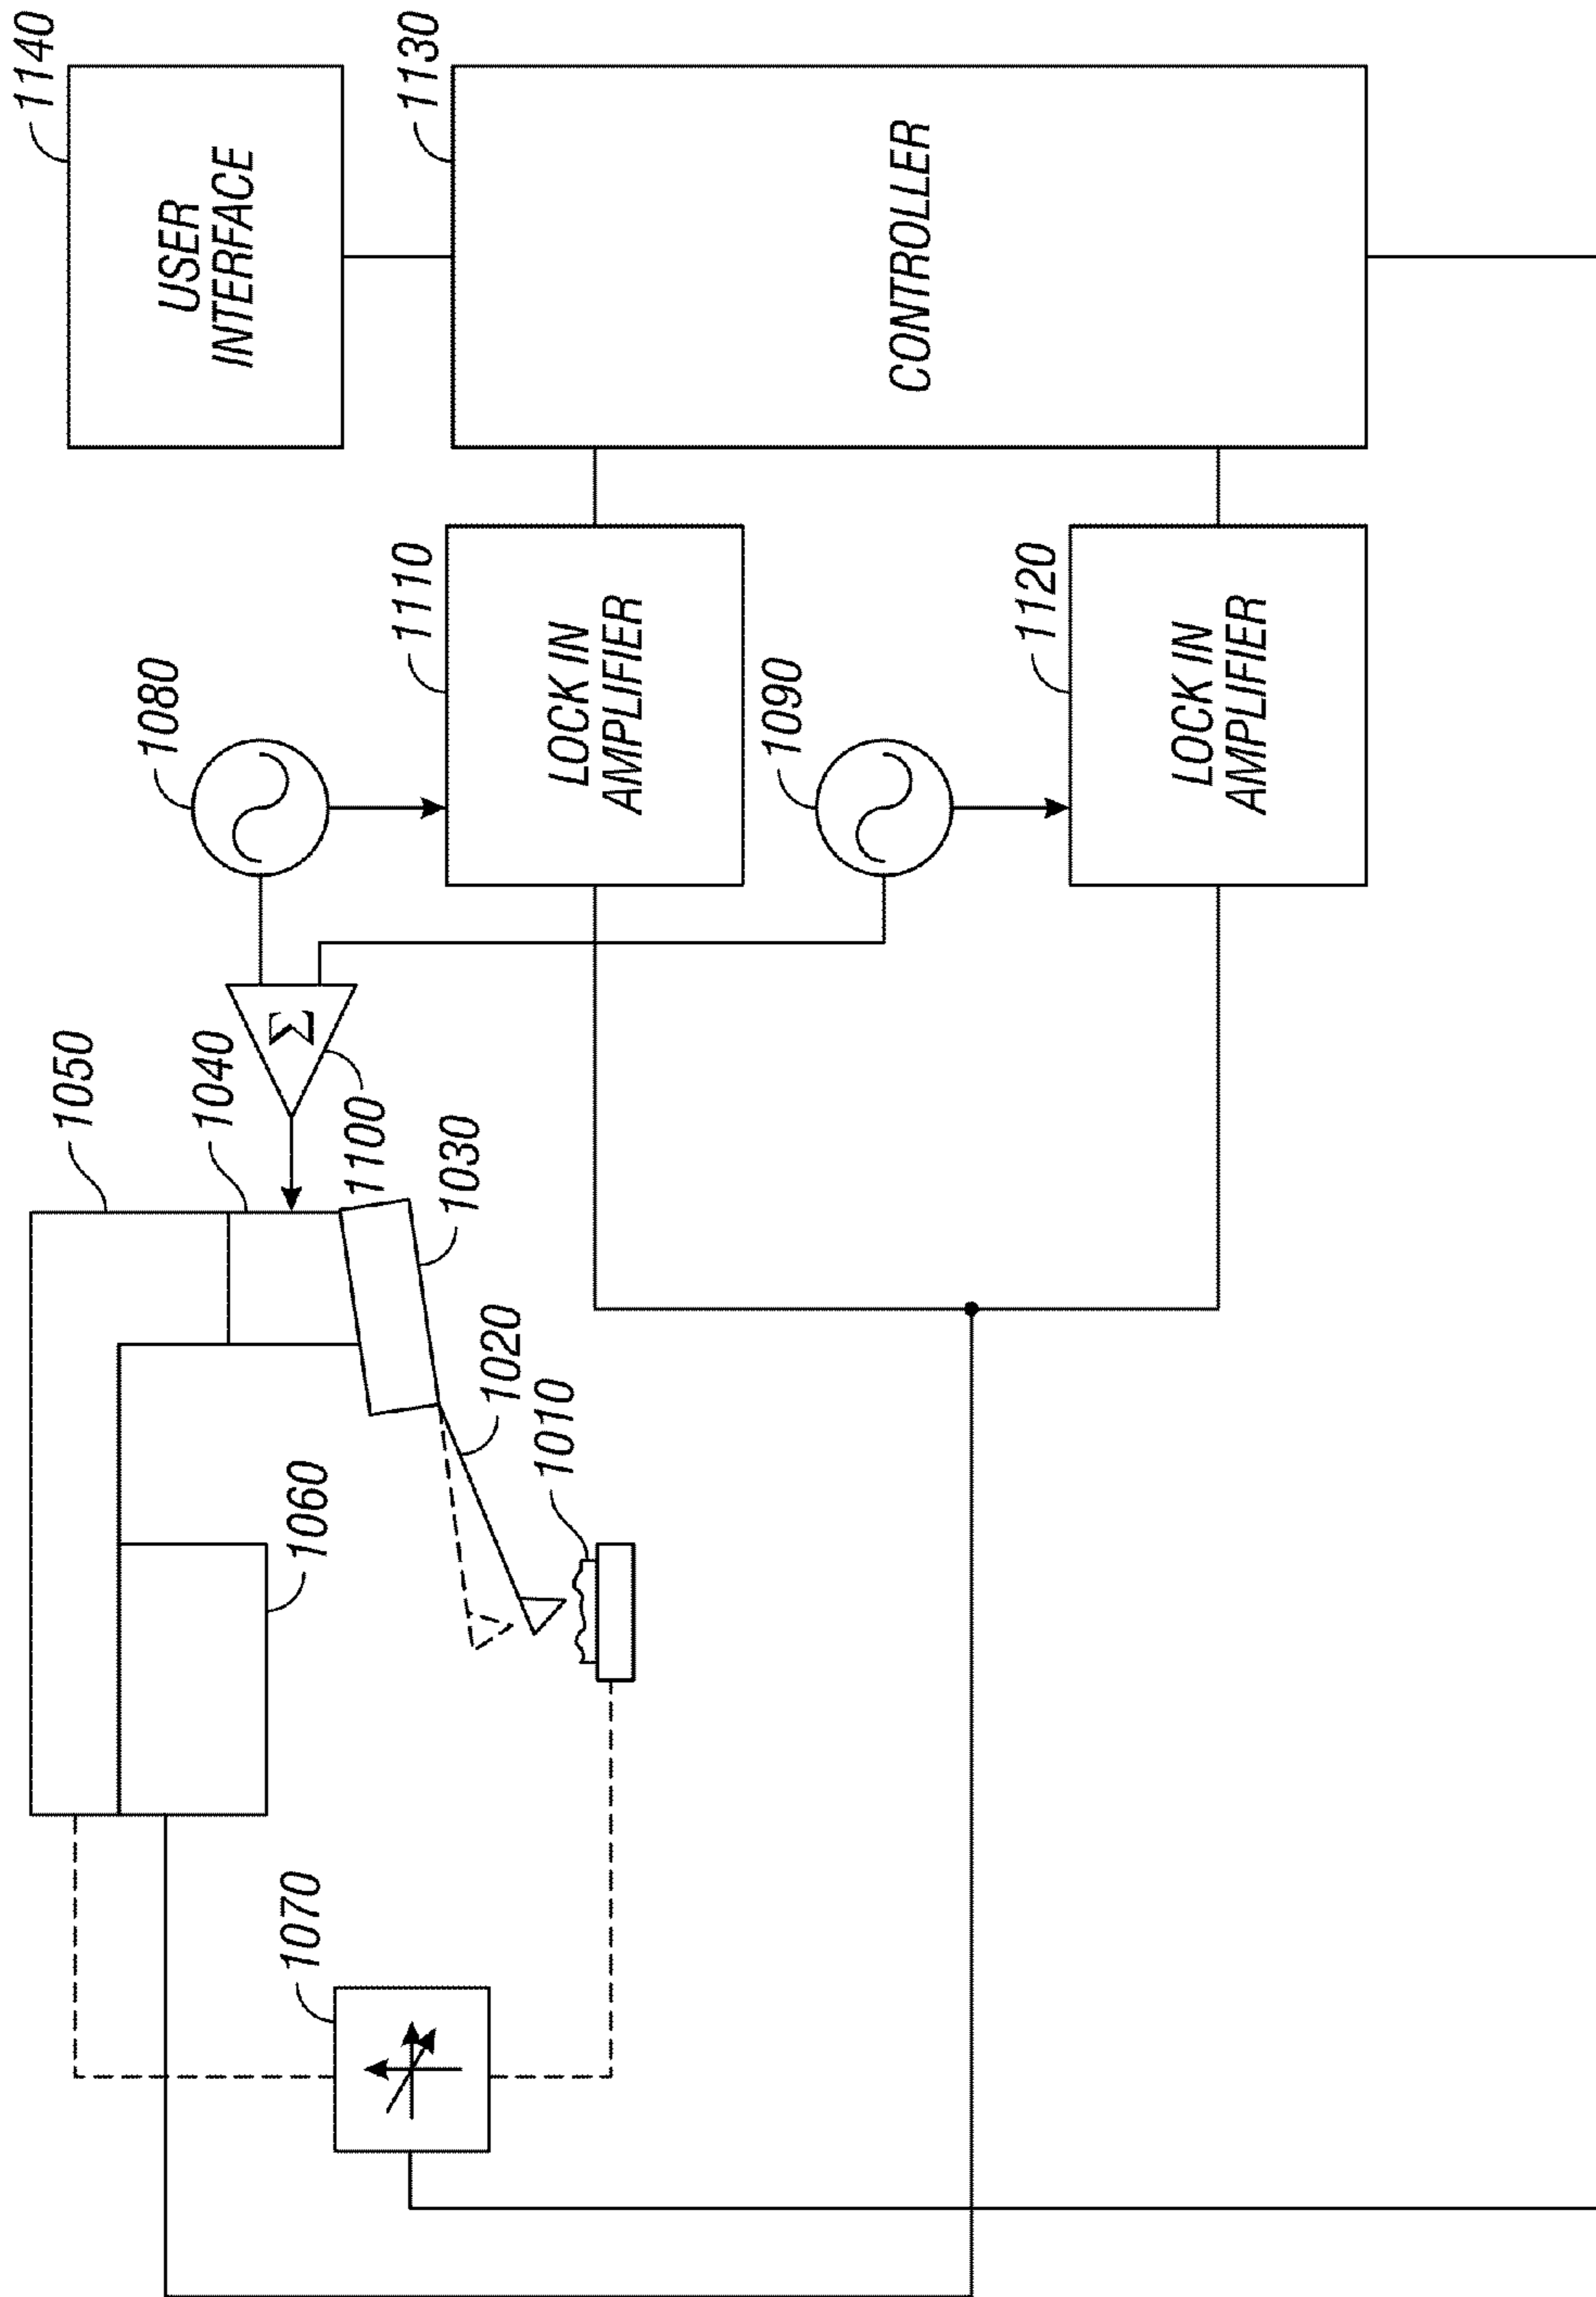 1140
USER
INTERFACE
1130
CONTROLLER
1080
1110
LOCK IN
AMPLIFIER
1090
1120
LOCK IN
AMPLIFIER
1050
1040
Σ
1100
1030
1020
1010
1060
1070